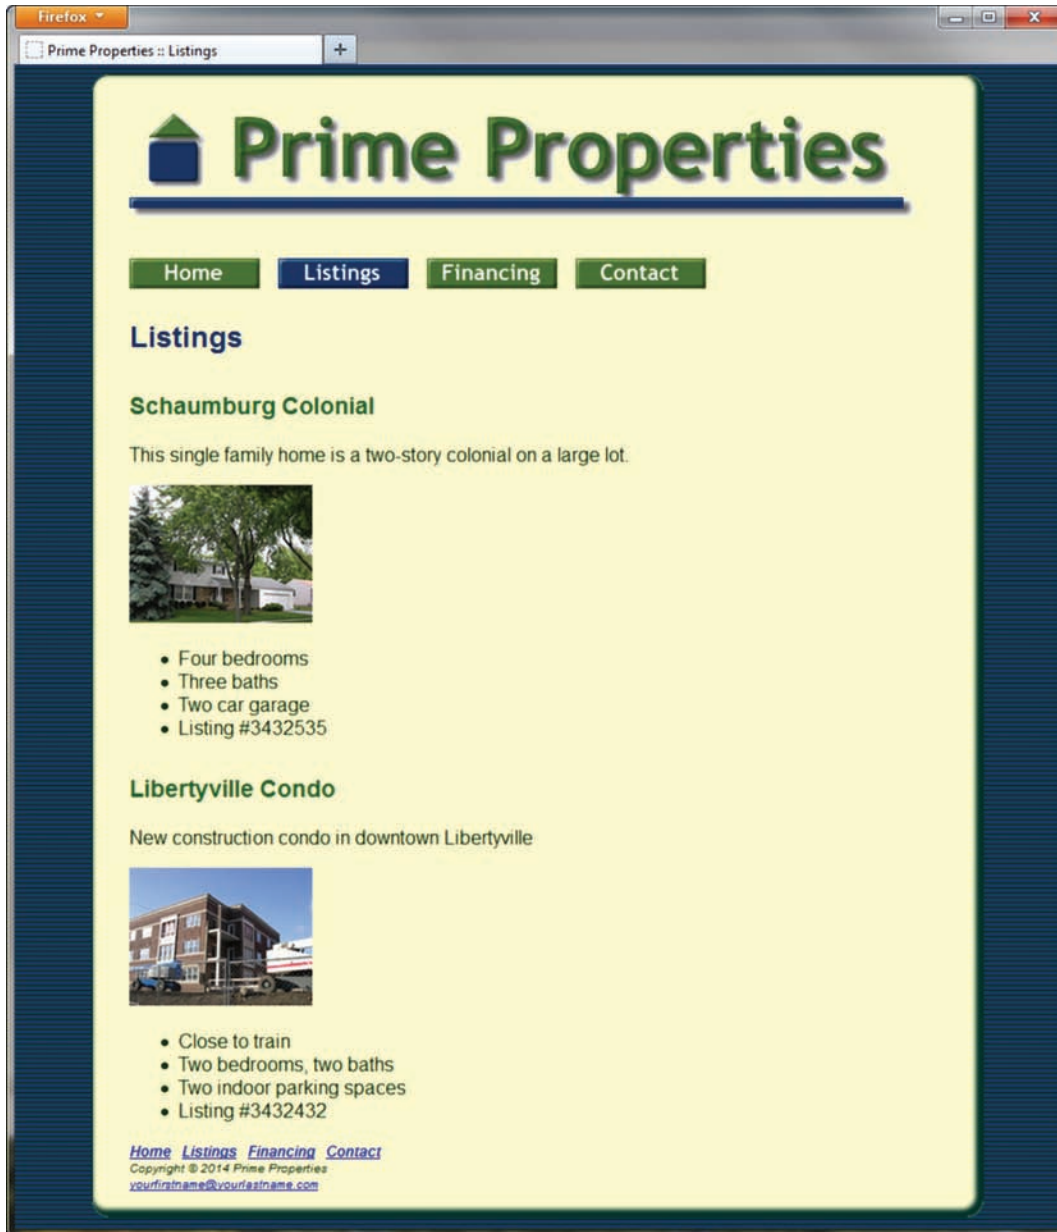 Firefox
Prime Properties :: Listings
Prime Properties
Home Listings Financing Contact
Listings
Schaumburg Colonial
This single family home is a two-story colonial on a large lot.
• Four bedrooms
• Three baths
• Two car garage
• Listing #3432535
Libertyville Condo
New construction condo in downtown Libertyville
• Close to train
• Two bedrooms, two baths
• Two indoor parking spaces
• Listing #3432432
Home Listings Financing Contact
Copyright © 2014 Prime Properties
yourfirstname@yourlastname.com